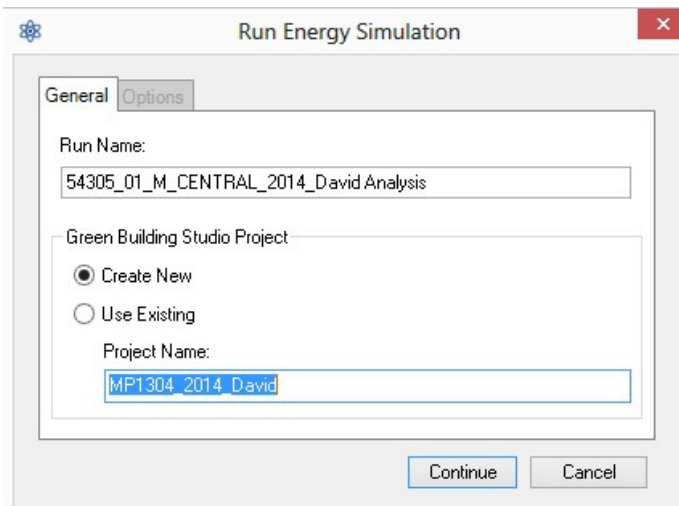 Run Energy Simulation
General Options
Run Name:
54305_01_M_CENTRAL_2014_David Analysis
Green Building Studio Project
Create New
Use Existing
Project Name:
MP1304_2014_David
Continue Cancel